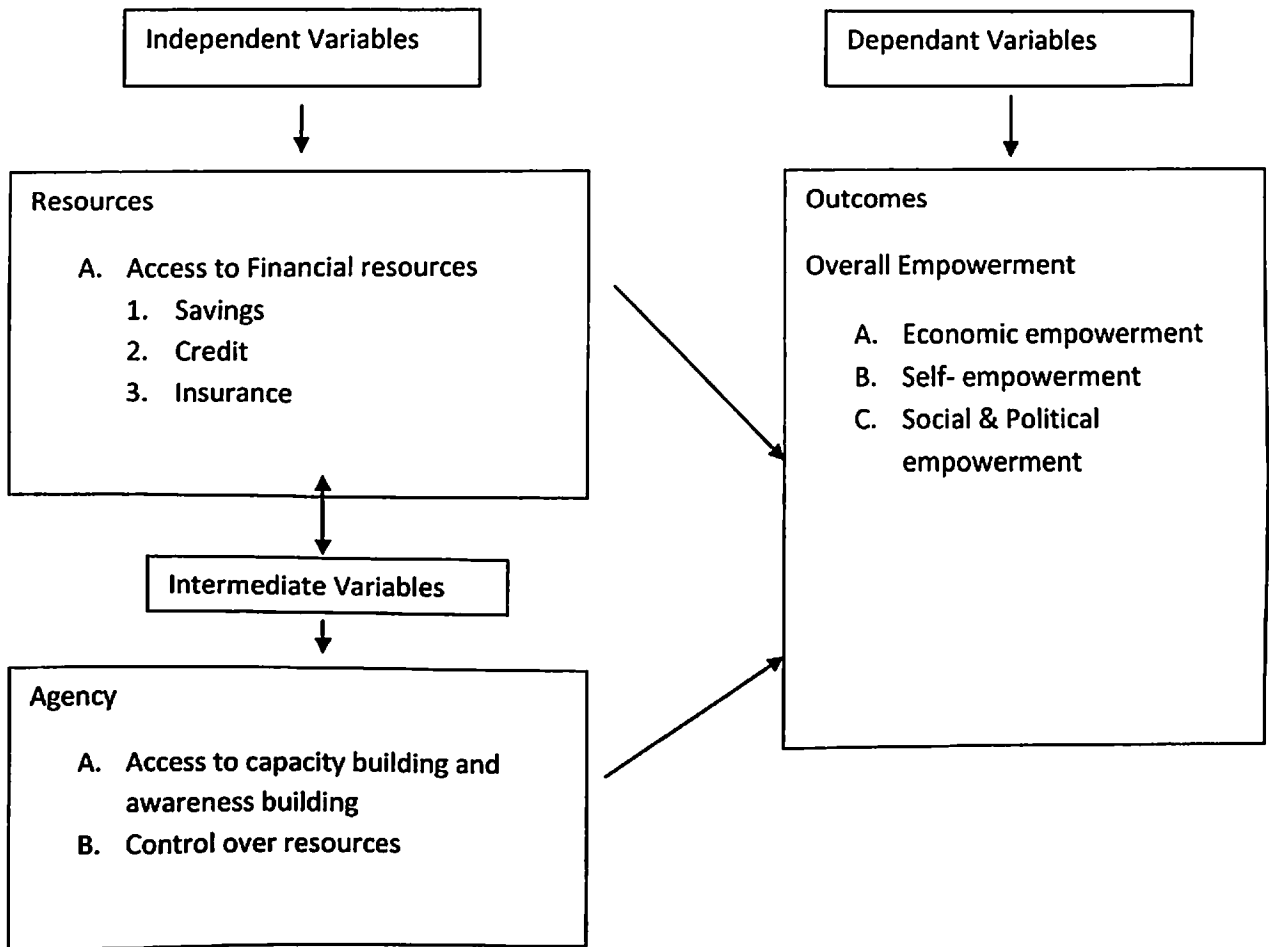 Independent Variables
Dependant Variables
Resources
A. Access to Financial resources
1. Savings
2. Credit
3. Insurance
Outcomes
Overall Empowerment
A. Economic empowerment
B. Self- empowerment
C. Social & Political
empowerment
Intermediate Variables
Agency
A. Access to capacity building and
awareness building
B. Control over resources